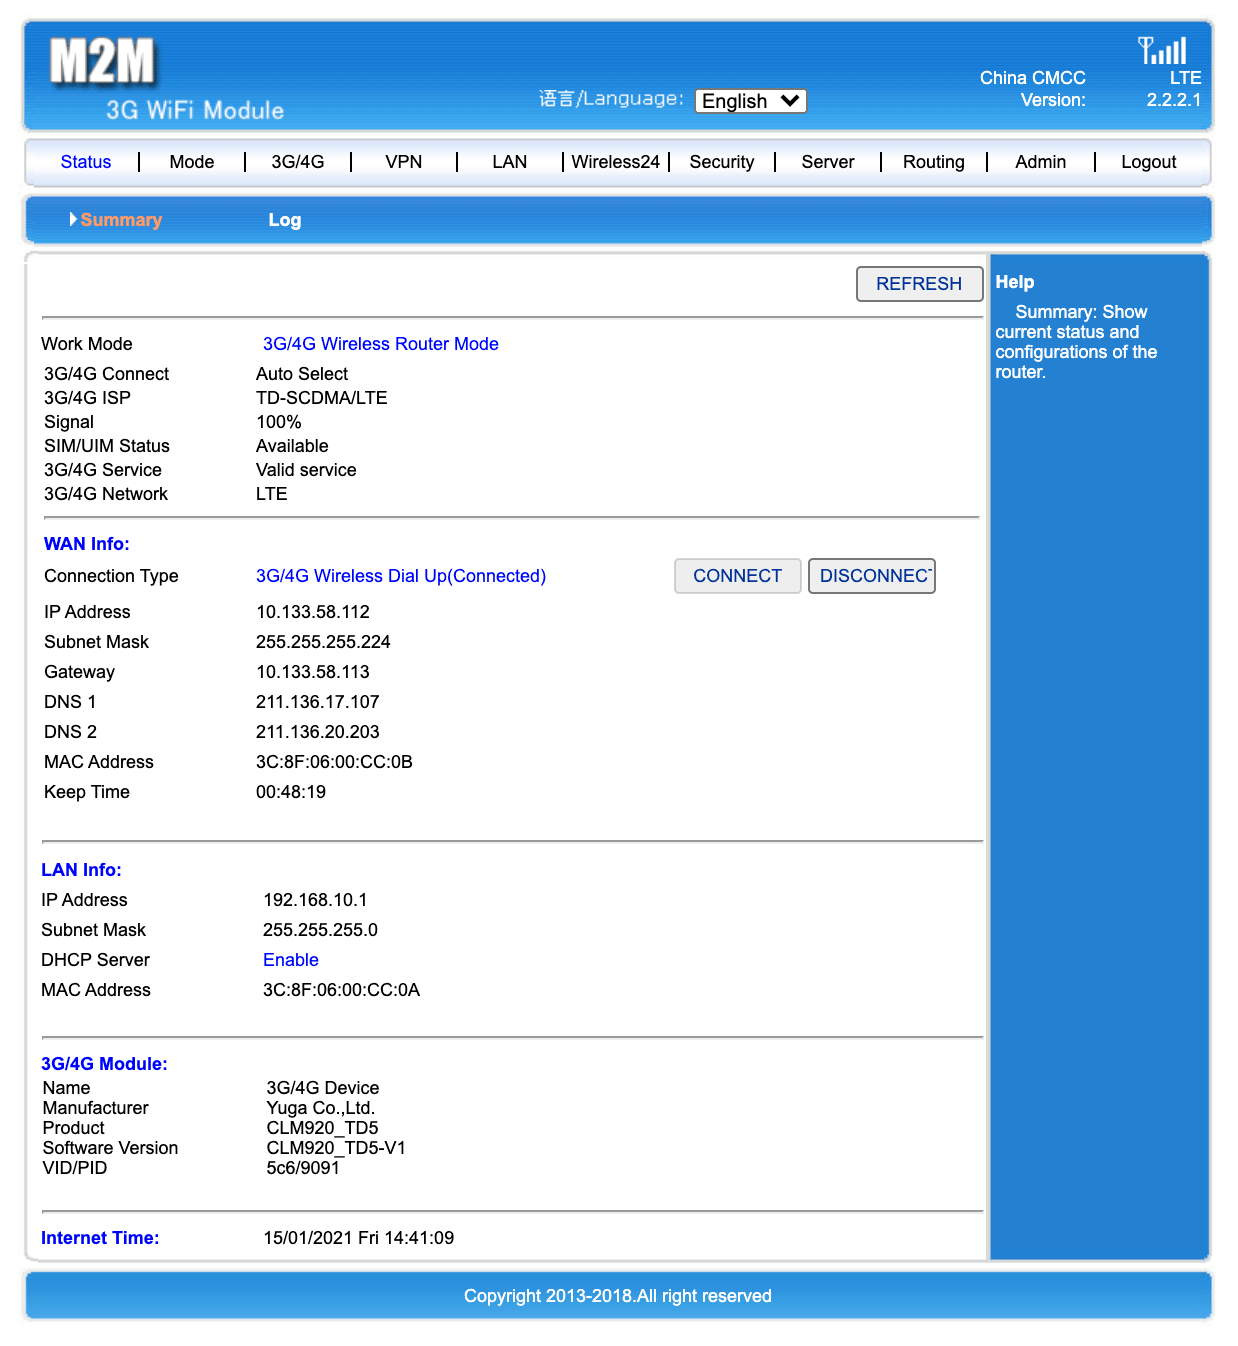 M2M
3G WiFi Module
语言/Language: English
China CMCC LTE
Version: 2.2.2.1
Status Mode 3G/4G VPN LAN Wireless24 Security Server Routing Admin Logout
Summary Log
REFRESH
Work Mode 3G/4G Wireless Router Mode
3G/4G Connect Auto Select
3G/4G ISP TD-SCDMA/LTE
Signal 100%
SIM/UIM Status Available
3G/4G Service Valid service
3G/4G Network LTE
WAN Info:
Connection Type 3G/4G Wireless Dial Up(Connected) CONNECT DISCONNECT
IP Address 10.133.58.112
Subnet Mask 255.255.255.224
Gateway 10.133.58.113
DNS 1 211.136.17.107
DNS 2 211.136.20.203
MAC Address 3C:8F:06:00:CC:0B
Keep Time 00:48:19
LAN Info:
IP Address 192.168.10.1
Subnet Mask 255.255.255.0
DHCP Server Enable
MAC Address 3C:8F:06:00:CC:0A
3G/4G Module:
Name 3G/4G Device
Manufacturer Yuga Co.,Ltd.
Product CLM920_TD5
Software Version CLM920_TD5-V1
VID/PID 5c6/9091
Internet Time: 15/01/2021 Fri 14:41:09
Help
Summary: Show
current status and
configurations of the
router.
Copyright 2013-2018.All right reserved